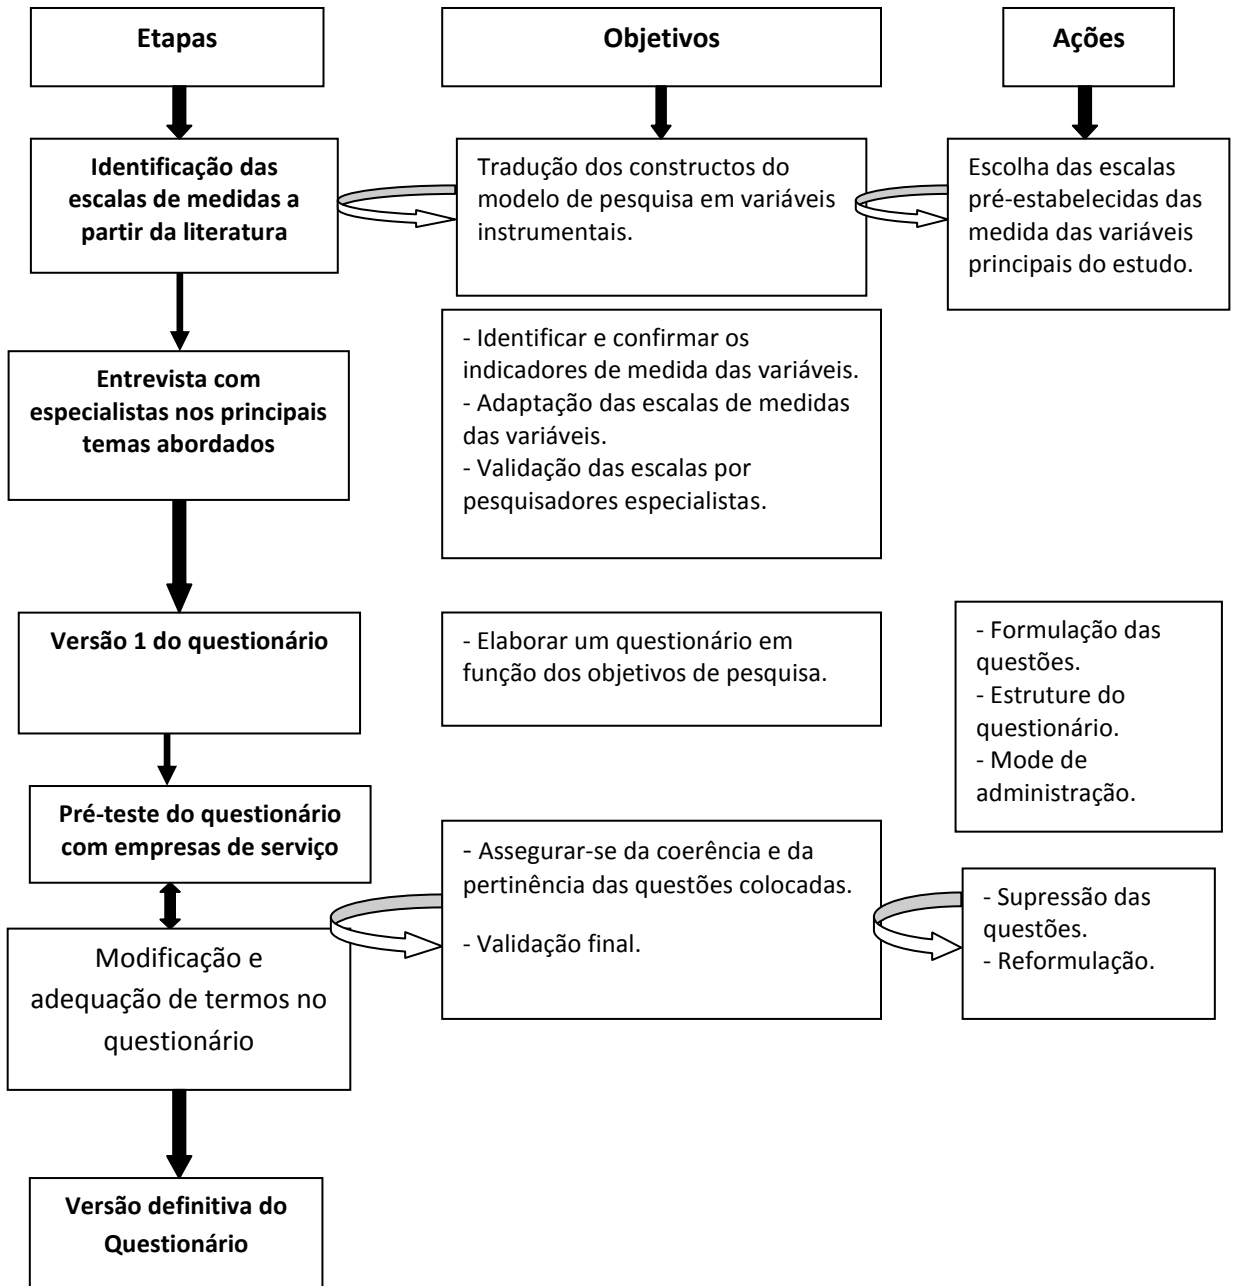 Etapas
Objetivos
Ações
Identificação das
escalas de medidas a
partir da literatura
Tradução dos constructos do
modelo de pesquisa em variáveis
instrumentais.
Escolha das escalas
pré-estabelecidas das
medida das variáveis
principais do estudo.
Entrevista com
especialistas nos principais
temas abordados
- Identificar e confirmar os
indicadores de medida das variáveis.
- Adaptação das escalas de medidas
das variáveis.
- Validação das escalas por
pesquisadores especialistas.
Versão 1 do questionário
- Elaborar um questionário em
função dos objetivos de pesquisa.
- Formulação das
questões.
- Estruture do
questionário.
- Mode de
administração.
Pré-teste do questionário
com empresas de serviço
- Assegurar-se da coerência e da
pertinência das questões colocadas.
- Validação final.
- Supressão das
questões.
- Reformulação.
Modificação e
adequação de termos no
questionário
Versão definitiva do
Questionário